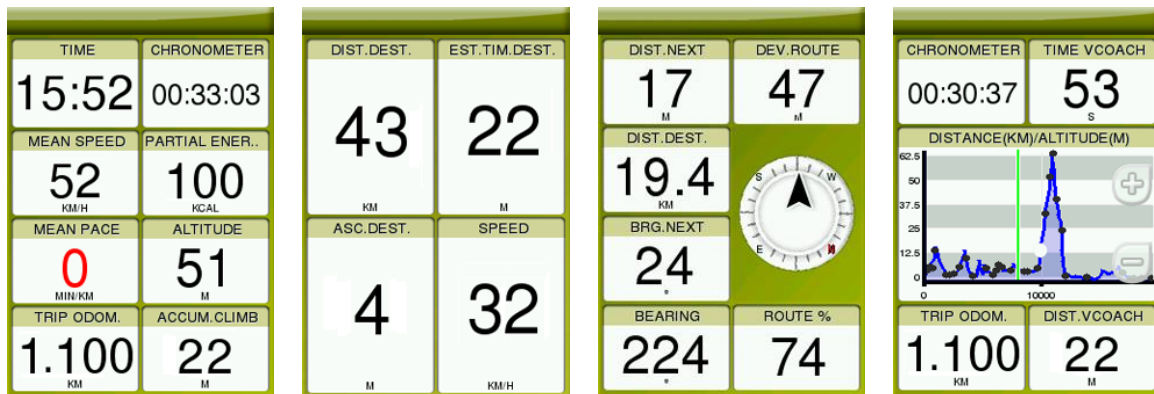 TIME CHRONOMETER
15:52 00:33:03
MEAN SPEED PARTIAL ENER..
52 100
KM/H KCAL
MEAN PACE ALTITUDE
0 51
MIN/KM M
TRIP ODOM. ACCUM.CLIMB
1.100 22
KM M
DIST.DEST. EST.TIM.DEST.
43 22
KM M
ASC.DEST. SPEED
4 32
M KM/H
DIST.NEXT DEV.ROUTE
17 47
M M
DIST.DEST.
19.4
KM
S W
E N
BRG.NEXT
24
°
BEARING ROUTE %
224 74
°
CHRONOMETER TIME VCOACH
00:30:37 53
S
DISTANCE(KM)/ALTITUDE(M)
62.5
50
37.5
25
12.5
0
0 10000
TRIP ODOM. DIST.VCOACH
1.100 22
KM M